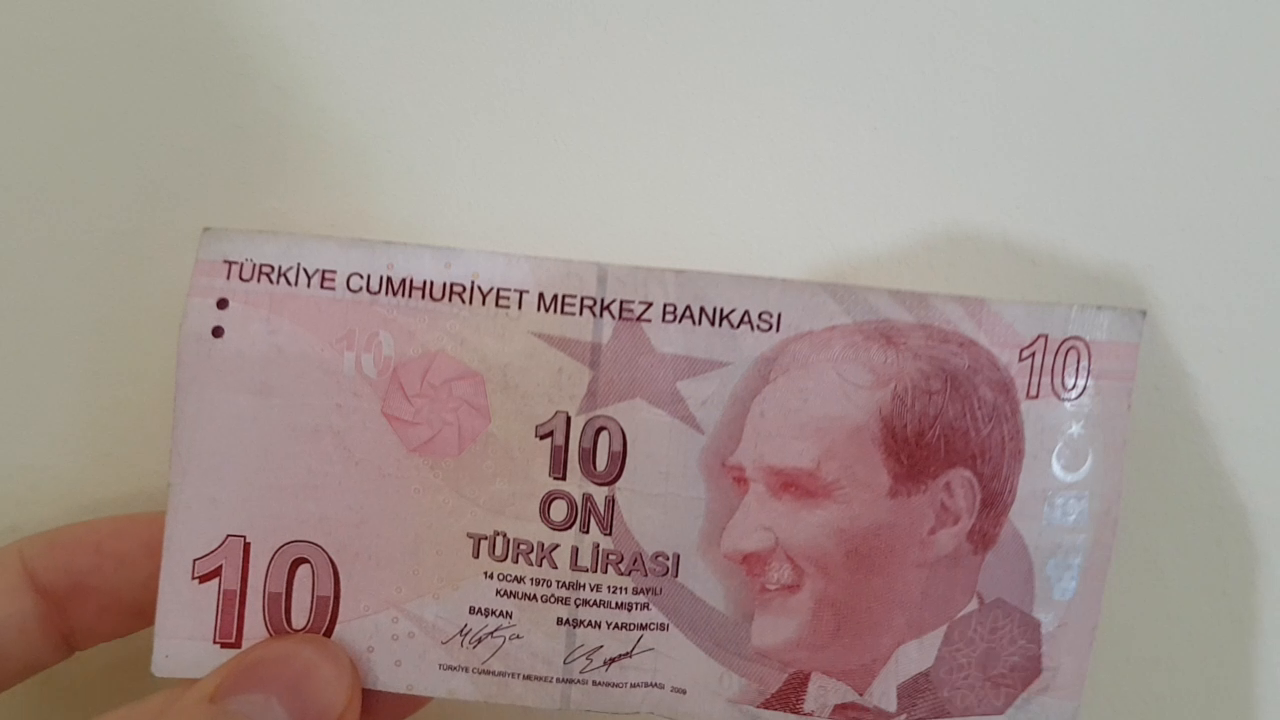 TÜRKİYE CUMHURİYET MERKEZ BANKASI
10
10
10
ON
TÜRK LİRASI
14 OCAK 1970 TARİH VE 1211 SAYILI
KANUNA GÖRE ÇIKARILMIŞTIR.
BAŞKAN
BAŞKAN YARDIMCISI
10
TÜRKİYE CUMHURİYET MERKEZ BANKASI BANKNOT MATBAASI 2009